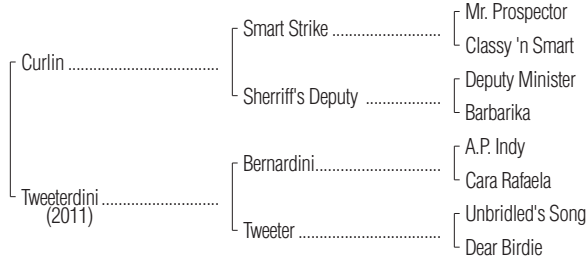 Mr. Prospector
Smart Strike ........................
Classy 'n Smart
Curlin ........................................
Deputy Minister
Sherriff's Deputy ................
Barbarika
A.P. Indy
Bernardini...........................
Cara Rafaela
Tweeterdini ..............................
(2011)
Unbridled's Song
Tweeter ..............................
Dear Birdie